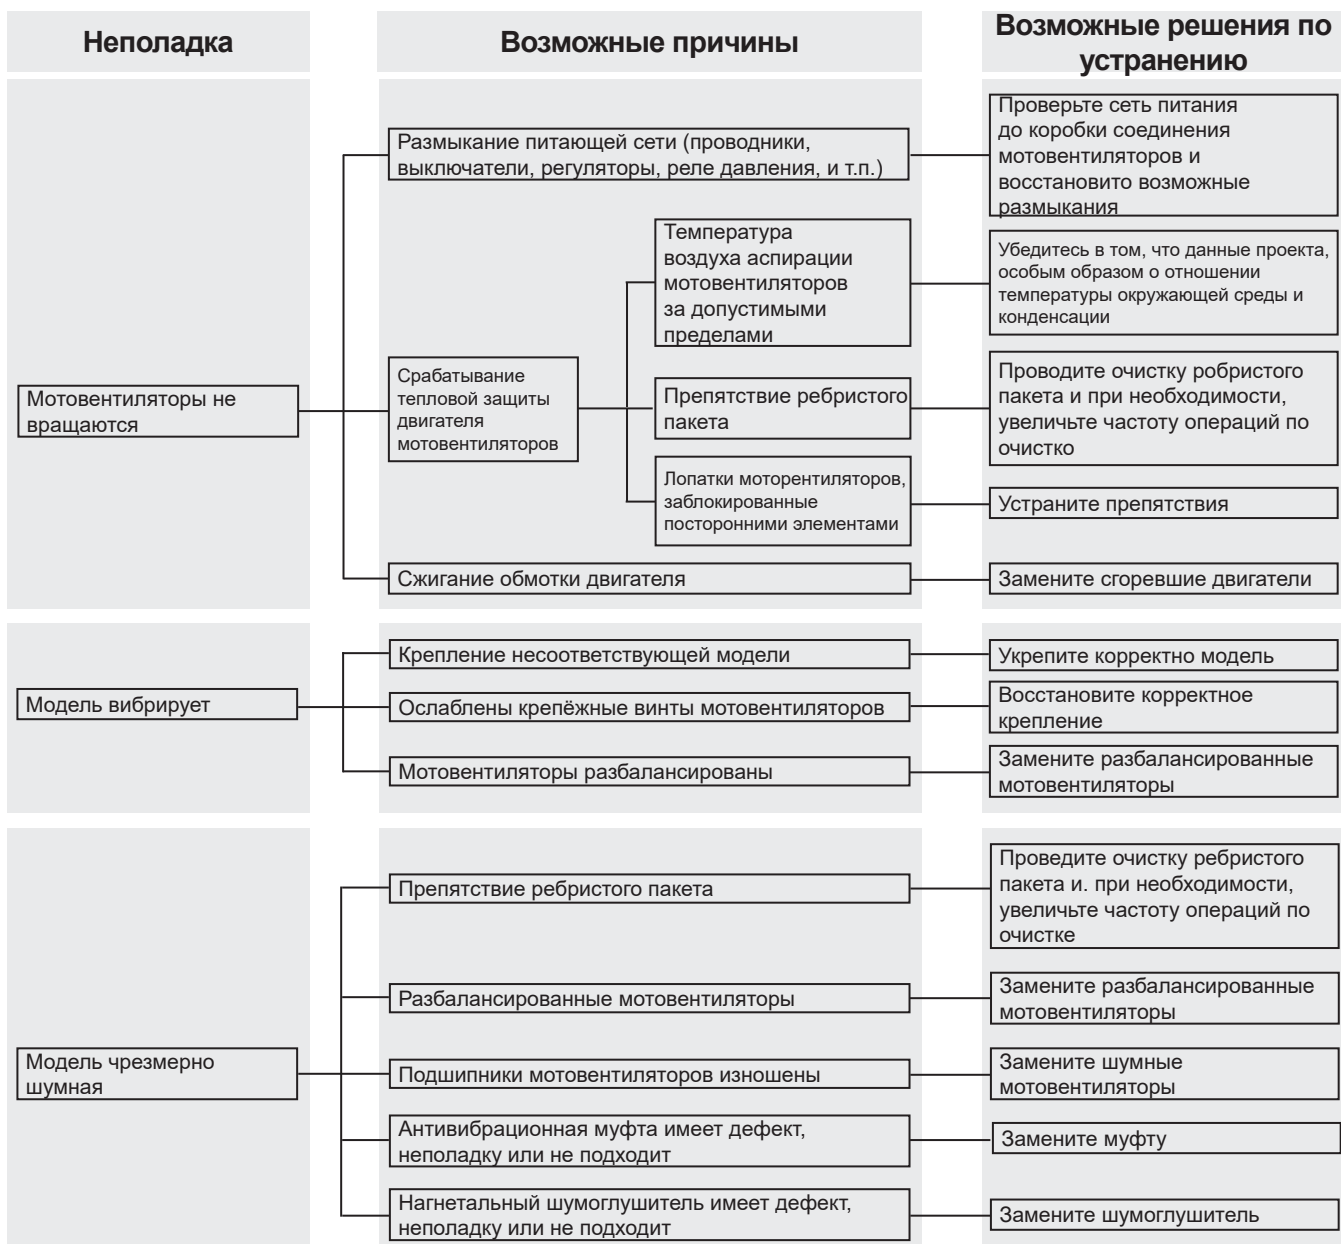 Неполадка
Возможные причины
Возможные решения по
устранению
Мотовентиляторы не
вращаются
Размыкание питающей сети (проводники,
выключатели, регуляторы, реле давления, и т.п.)
Проверьте сеть питания
до коробки соединения
мотовентиляторов и
восстановито возможные
размыкания
Срабатывание
тепловой защиты
двигателя
мотовентиляторов
Температура
воздуха аспирации
мотовентиляторов
за допустимыми
пределами
Убедитесь в том, что данные проекта,
особым образом о отношении
температуры окружающей среды и
конденсации
Препятствие ребристого
пакета
Проводите очистку робристого
пакета и при необходимости,
увеличьте частоту операций по
очистко
Лопатки моторентиляторов,
заблокированные
посторонними элементами
Устраните препятствия
Сжигание обмотки двигателя
Замените сгоревшие двигатели
Модель вибрирует
Крепление несоответствующей модели
Укрепите корректно модель
Ослаблены крепёжные винты мотовентиляторов
Восстановите корректное
крепление
Мотовентиляторы разбалансированы
Замените разбалансированные
мотовентиляторы
Модель чрезмерно
шумная
Препятствие ребристого пакета
Проведите очистку ребристого
пакета и. при необходимости,
увеличьте частоту операций по
очистке
Разбалансированные мотовентиляторы
Замените разбалансированные
мотовентиляторы
Подшипники мотовентиляторов изношены
Замените шумные
мотовентиляторы
Антивибрационная муфта имеет дефект,
неполадку или не подходит
Замените муфту
Нагнетальный шумоглушитель имеет дефект,
неполадку или не подходит
Замените шумоглушитель